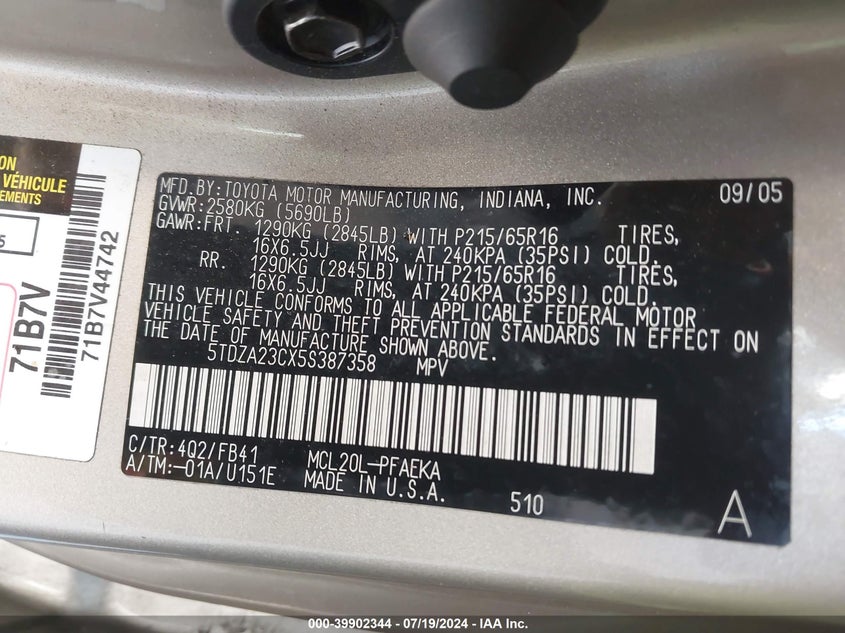 ON
VÉHICULE
EMENTS
5
71B7V
71B7V44742
MFD.BY:TOYOTA MOTOR MANUFACTURING, INDIANA, INC. 09/05
GVWR:2580KG (5690LB)
GAWR:FRT. 1290KG (2845LB) WITH P215/65R16 TIRES,
16X6.5JJ RIMS, AT 240KPA (35PSI) COLD.
RR. 1290KG (2845LB) WITH P215/65R16 TIRES,
16X6.5JJ RIMS, AT 240KPA (35PSI) COLD.
THIS VEHICLE CONFORMS TO ALL APPLICABLE FEDERAL MOTOR
VEHICLE SAFETY AND THEFT PREVENTION STANDARDS IN EFFECT ON
THE DATE OF MANUFACTURE SHOWN ABOVE.
5TDZA23CX5S387358 MPV
C/TR:4Q2/FB41 MCL20L-PFAEKA
A/TM:-01A/U151E MADE IN U.S.A.
510 A
000-39902344 - 07/19/2024 - IAA Inc.